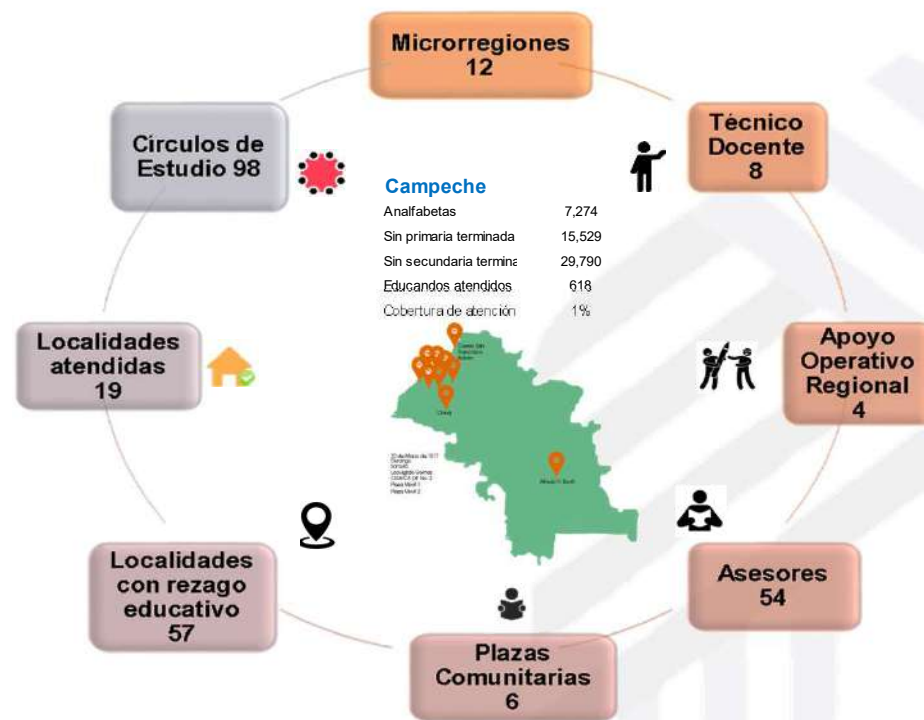 Microrregiones
12
Técnico
Docente
8
Apoyo
Operativo
Regional
4
Asesores
54
Plazas
Comunitarias
6
Localidades
con rezago
educativo
57
Localidades
atendidas
19
Círculos de
Estudio 98
Campeche
Analfabetas 7,274
Sin primaria terminada 15,529
Sin secundaria termina 29,790
Educandos atendidos 618
Cobertura de atención 1%